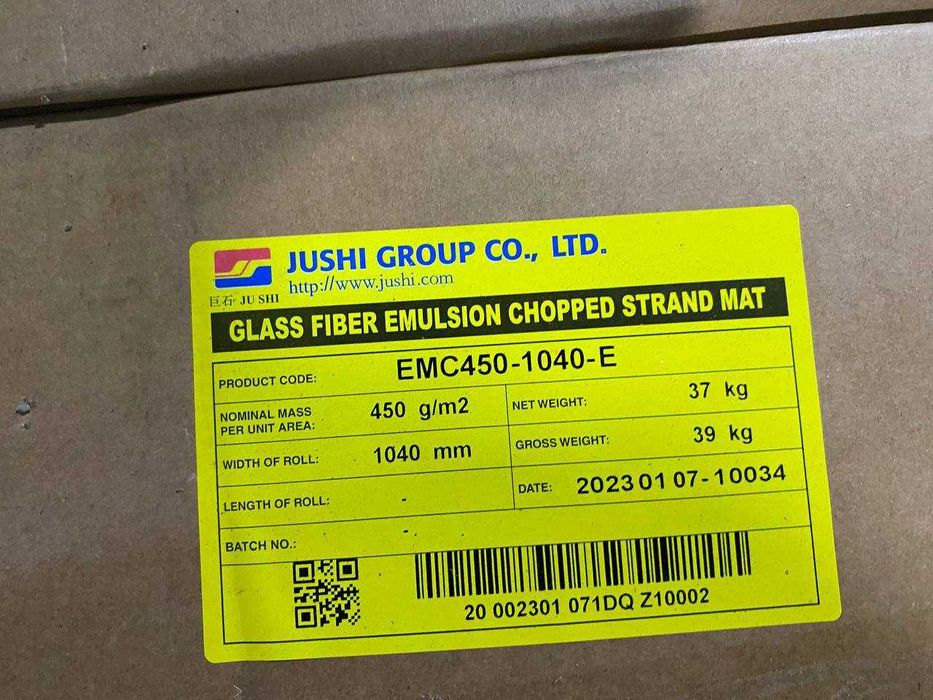 JUSHI GROUP CO., LTD.
http://www.jushi.com
巨石 JU SHI
GLASS FIBER EMULSION CHOPPED STRAND MAT
PRODUCT CODE: EMC450-1040-E
NOMINAL MASS PER UNIT AREA: 450 g/m2
NET WEIGHT: 37 kg
WIDTH OF ROLL: 1040 mm
GROSS WEIGHT: 39 kg
LENGTH OF ROLL: -
DATE: 2023 01 07-10034
BATCH NO.: -
20 002301 071DQ Z10002